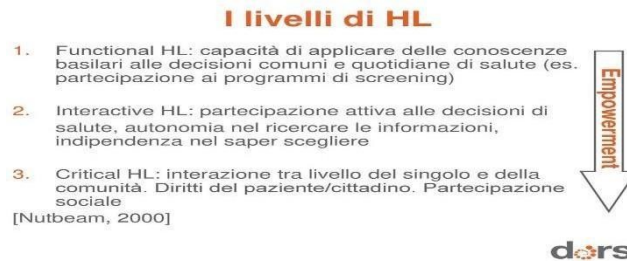 I livelli di HL
1. Functional HL: capacità di applicare delle conoscenze
basilari alle decisioni comuni e quotidiane di salute (es.
partecipazione ai programmi di screening)
2. Interactive HL: partecipazione attiva alle decisioni di
salute, autonomia nel ricercare le informazioni,
indipendenza nel saper scegliere
3. Critical HL: interazione tra livello del singolo e della
comunità. Diritti del paziente/cittadino. Partecipazione
sociale
[Nutbeam, 2000]
Empowerment
dors